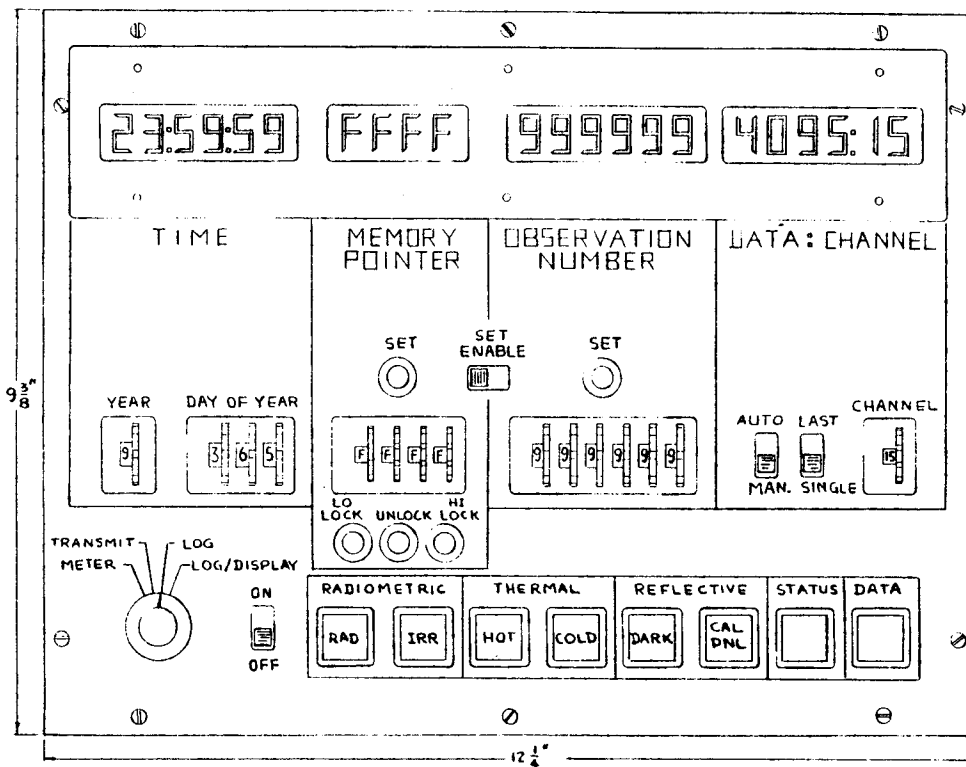 23:59:59 FFFF 999999 4095:15
TIME
MEMORY
POINTER
OBSERVATION
NUMBER
DATA: CHANNEL
SET
SET
ENABLE
SET
YEAR
DAY OF YEAR
9
3 6 5
F F F F
9 9 9 9 9 9
AUTO LAST
MAN. SINGLE
CHANNEL
15
LO
LOCK
UNLOCK
HI
LOCK
TRANSMIT
METER
LOG
LOG/DISPLAY
ON
OFF
RADIOMETRIC
RAD IRR
THERMAL
HOT COLD
REFLECTIVE
DARK CAL
PNL
STATUS
DATA
9 3/8"
12 1/4"